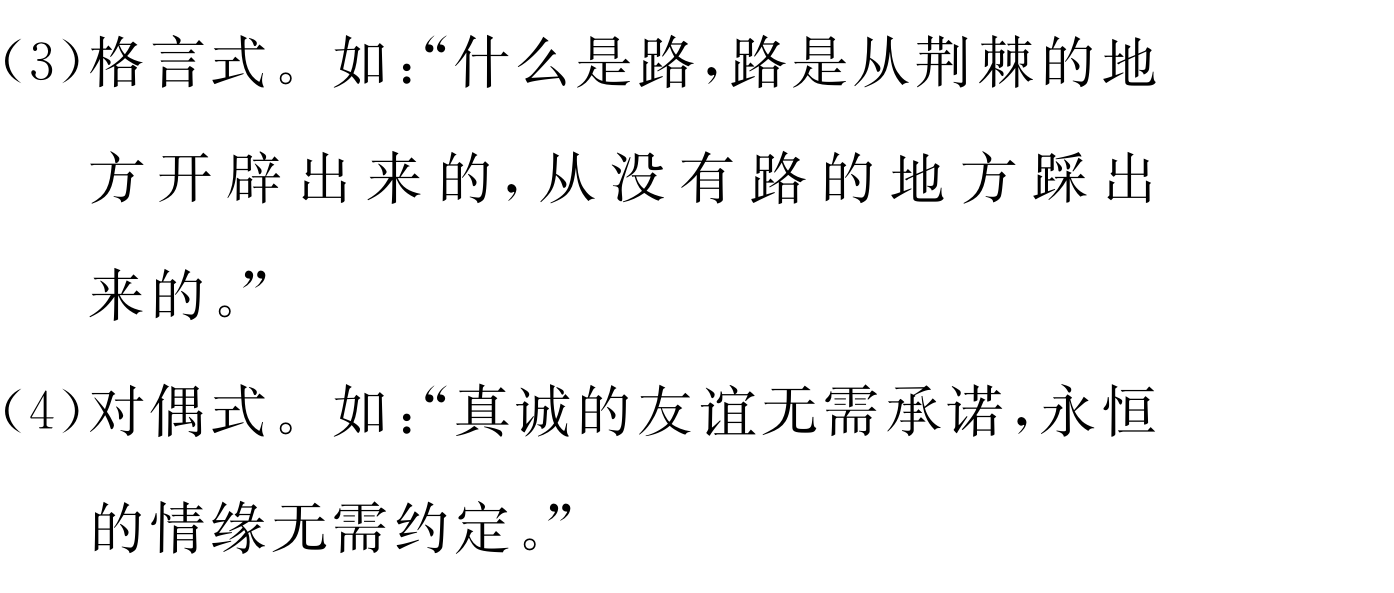 (3)格言式。如:“什么是路,路是从荆棘的地
方开辟出来的,从没有路的地方踩出
来的。”
(4)对偶式。如:“真诚的友谊无需承诺,永恒
的情缘无需约定。”